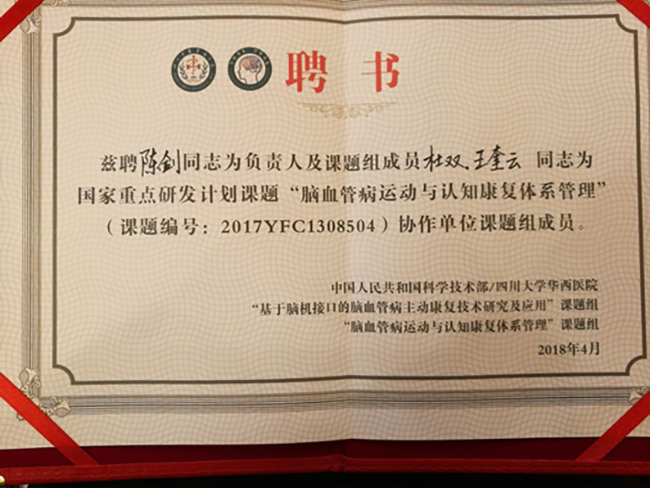 聘书
兹聘陈剑同志为负责人及课题组成员杜双 王奎云 同志为
国家重点研发计划课题“脑血管病运动与认知康复体系管理”
（课题编号：2017YFC1308504）协作单位课题组成员。
中国人民共和国科学技术部/四川大学华西医院
“基于脑机接口的脑血管病主动康复技术研究及应用”课题组
“脑血管病运动与认知康复体系管理”课题组
2018年4月